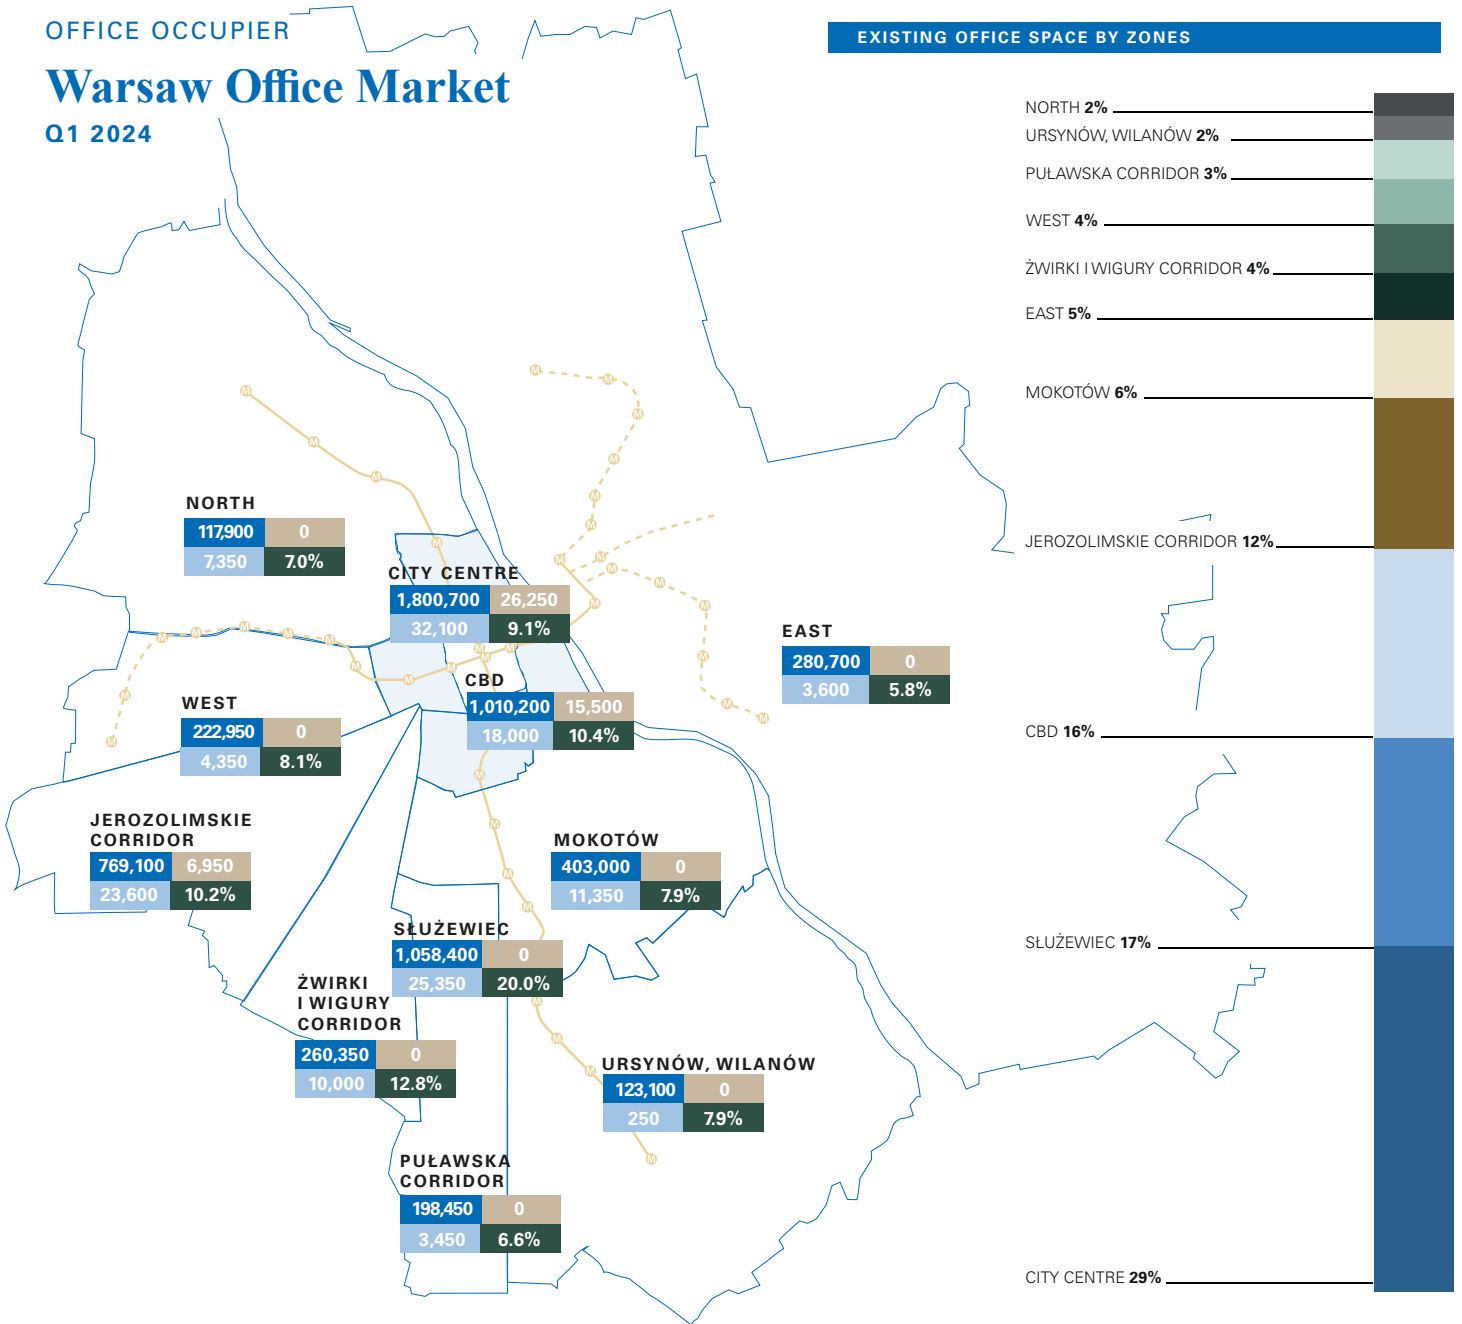 OFFICE OCCUPIER
Warsaw Office Market
Q1 2024
EXISTING OFFICE SPACE BY ZONES
NORTH 2%
URSYNÓW, WILANÓW 2%
PUŁAWSKA CORRIDOR 3%
WEST 4%
ŻWIRKI I WIGURY CORRIDOR 4%
EAST 5%
MOKOTÓW 6%
JEROZOLIMSKIE CORRIDOR 12%
CBD 16%
SŁUŻEWIEC 17%
CITY CENTRE 29%
NORTH
117,900 0
7,350 7.0%
CITY CENTRE
1,800,700 26,250
32,100 9.1%
EAST
280,700 0
3,600 5.8%
CBD
1,010,200 15,500
18,000 10.4%
WEST
222,950 0
4,350 8.1%
JEROZOLIMSKIE
CORRIDOR
769,100 6,950
23,600 10.2%
MOKOTÓW
403,000 0
11,350 7.9%
SŁUŻEWIEC
1,058,400 0
25,350 20.0%
ŻWIRKI
I WIGURY
CORRIDOR
260,350 0
10,000 12.8%
URSYNÓW, WILANÓW
123,100 0
250 7.9%
PUŁAWSKA
CORRIDOR
198,450 0
3,450 6.6%